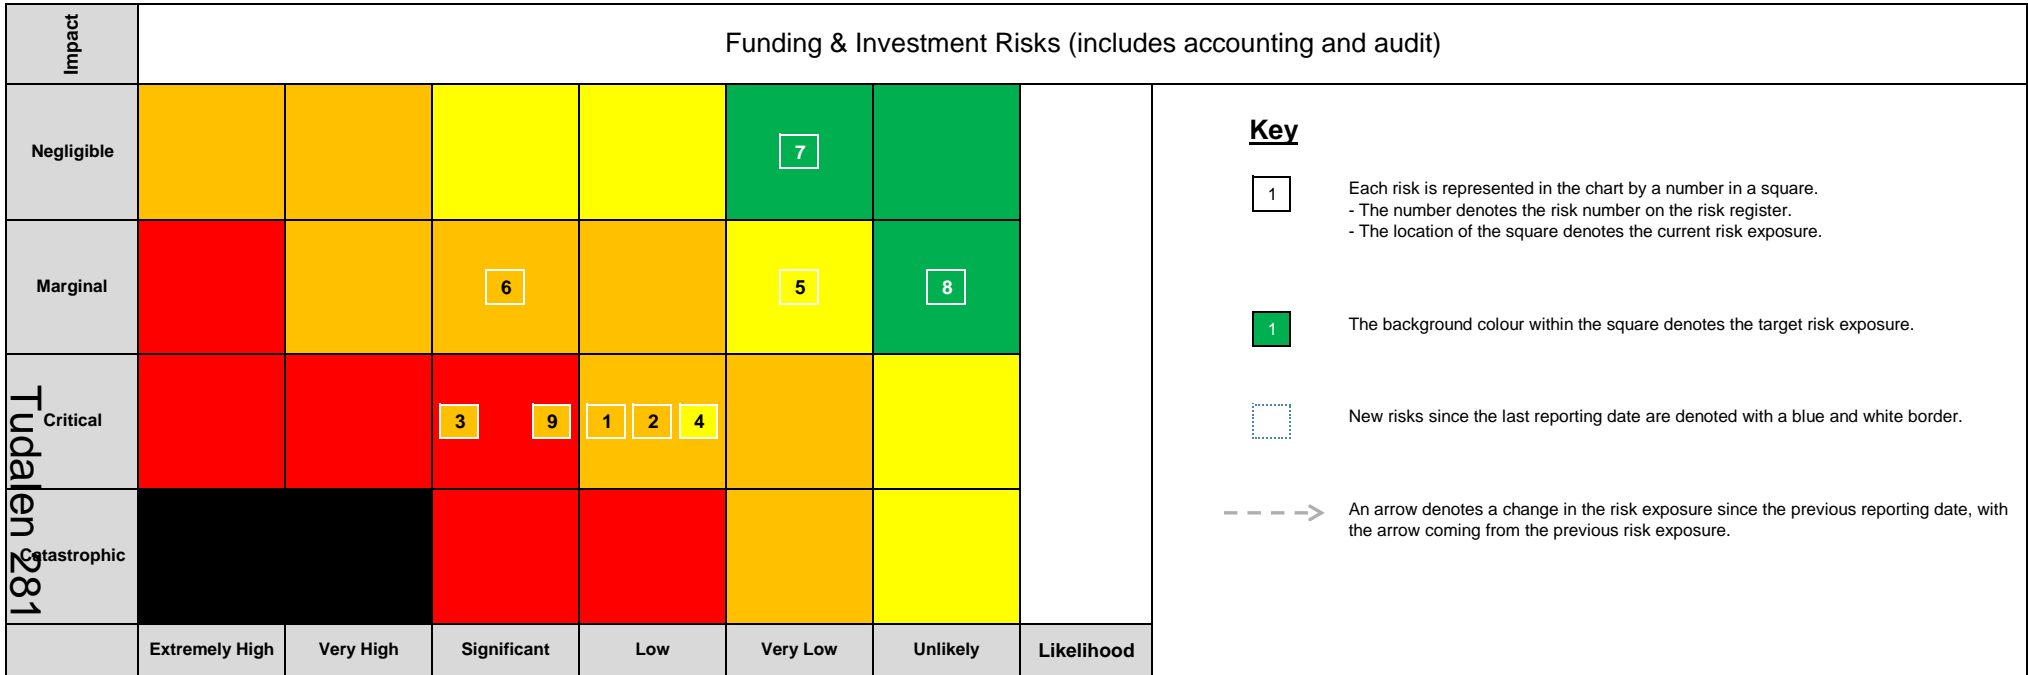 Impact
Funding & Investment Risks (includes accounting and audit)
Negligible
7
Marginal
6
5
8
Critical
3
9
1
2
4
Catastrophic
Extremely High
Very High
Significant
Low
Very Low
Unlikely
Likelihood
Key
1
Each risk is represented in the chart by a number in a square.
- The number denotes the risk number on the risk register.
- The location of the square denotes the current risk exposure.
1
The background colour within the square denotes the target risk exposure.
New risks since the last reporting date are denoted with a blue and white border.
An arrow denotes a change in the risk exposure since the previous reporting date, with
the arrow coming from the previous risk exposure.
Tudalen 281